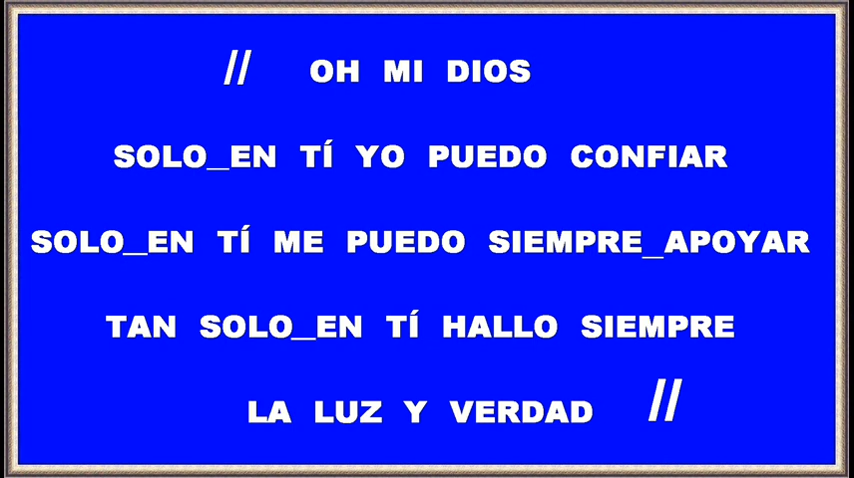 // OH MI DIOS
SOLO_EN TÍ YO PUEDO CONFIAR
SOLO_EN TÍ ME PUEDO SIEMPRE_APOYAR
TAN SOLO_EN TÍ HALLO SIEMPRE
LA LUZ Y VERDAD //